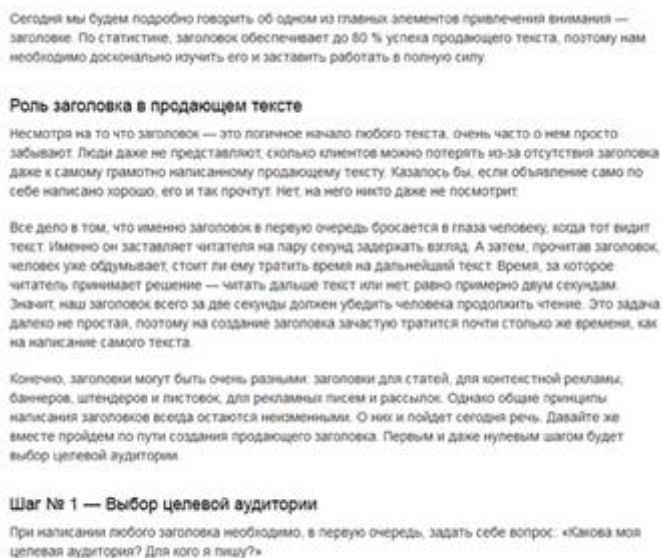 Сегодня мы будем подробно говорить об одном из главных элементов привлечения внимания —
заголовке. По статистике, заголовок обеспечивает до 80 % успеха продающего текста, поэтому нам
необходимо досконально изучить его и заставить работать в полную силу.
Роль заголовка в продающем тексте
Несмотря на то что заголовок — это логичное начало любого текста, очень часто о нем просто
забывают. Люди даже не представляют, сколько клиентов можно потерять из-за отсутствия заголовка
даже к самому грамотно написанному продающему тексту. Казалось бы, если объявление само по
себе написано хорошо, его и так прочтут. Нет, на него никто даже не посмотрит.
Все дело в том, что именно заголовок в первую очередь бросается в глаза человеку, когда тот видит
текст. Именно он заставляет читателя на пару секунд задержать взгляд. А затем, прочитав заголовок,
человек уже обдумывает, стоит ли ему тратить время на дальнейший текст. Время, за которое
читатель принимает решение — читать дальше текст или нет, равно примерно двум секундам.
Значит, наш заголовок всего за две секунды должен убедить человека продолжить чтение. Это задача
далеко не простая, поэтому на создание заголовка зачастую тратится почти столько же времени, как
на написание самого текста.
Конечно, заголовки могут быть очень разными: заголовки для статей, для контекстной рекламы,
баннеров, штендеров и листовок, для рекламных писем и рассылок. Однако общие принципы
написания заголовков всегда остаются неизменными. О них и пойдет сегодня речь. Давайте же
вместе пройдем по пути создания продающего заголовка. Первым и даже нулевым шагом будет
выбор целевой аудитории.
Шаг № 1 — Выбор целевой аудитории
При написании любого заголовка необходимо, в первую очередь, задать себе вопрос: «Какова моя
целевая аудитория? Для кого я пишу?»